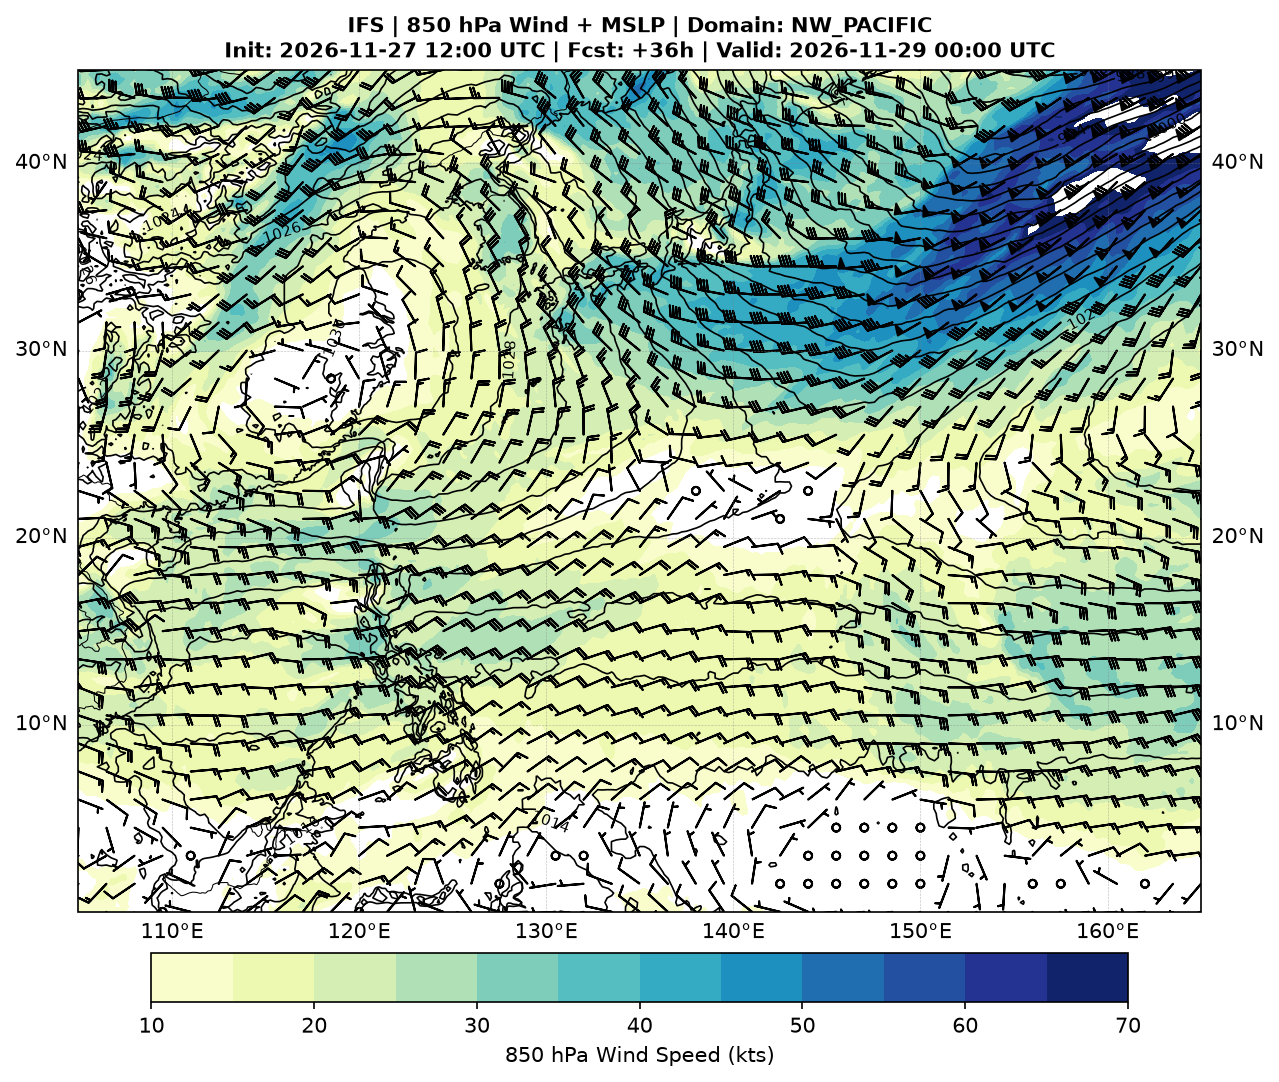 IFS | 850 hPa Wind + MSLP | Domain: NW_PACIFIC
Init: 2026-11-27 12:00 UTC | Fcst: +36h | Valid: 2026-11-29 00:00 UTC
40°N
40°N
1024
1026
30°N
30°N
1028
20°N
20°N
10°N
10°N
1014
110°E
120°E
130°E
140°E
150°E
160°E
10
20
30
40
50
60
70
850 hPa Wind Speed (kts)